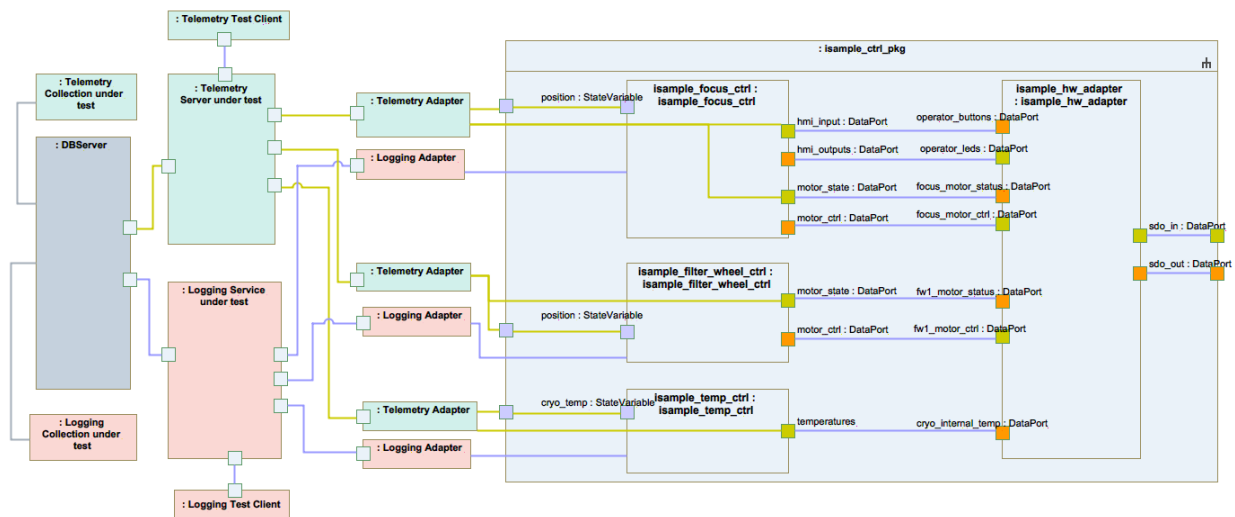 : Telemetry Test Client
: isample_ctrl_pkg
: Telemetry
Collection under
test
: Telemetry
Server under test
: DBServer
: Logging
Collection under
test
: Logging Service
under test
: Logging Test Client
: Telemetry Adapter
: Logging Adapter
: Telemetry Adapter
: Logging Adapter
: Telemetry Adapter
: Logging Adapter
position : StateVariable
isample_focus_ctrl :
isample_focus_ctrl
hmi_input : DataPort
hmi_outputs : DataPort
motor_state : DataPort
motor_ctrl : DataPort
position : StateVariable
isample_filter_wheel_ctrl :
isample_filter_wheel_ctrl
motor_state : DataPort
motor_ctrl : DataPort
cryo_temp : StateVariable
isample_temp_ctrl :
isample_temp_ctrl
temperatures
isample_hw_adapter
: isample_hw_adapter
operator_buttons : DataPort
operator_leds : DataPort
focus_motor_status : DataPort
focus_motor_ctrl : DataPort
fw1_motor_status : DataPort
fw1_motor_ctrl : DataPort
cryo_internal_temp : DataPort
sdo_in : DataPort
sdo_out : DataPort